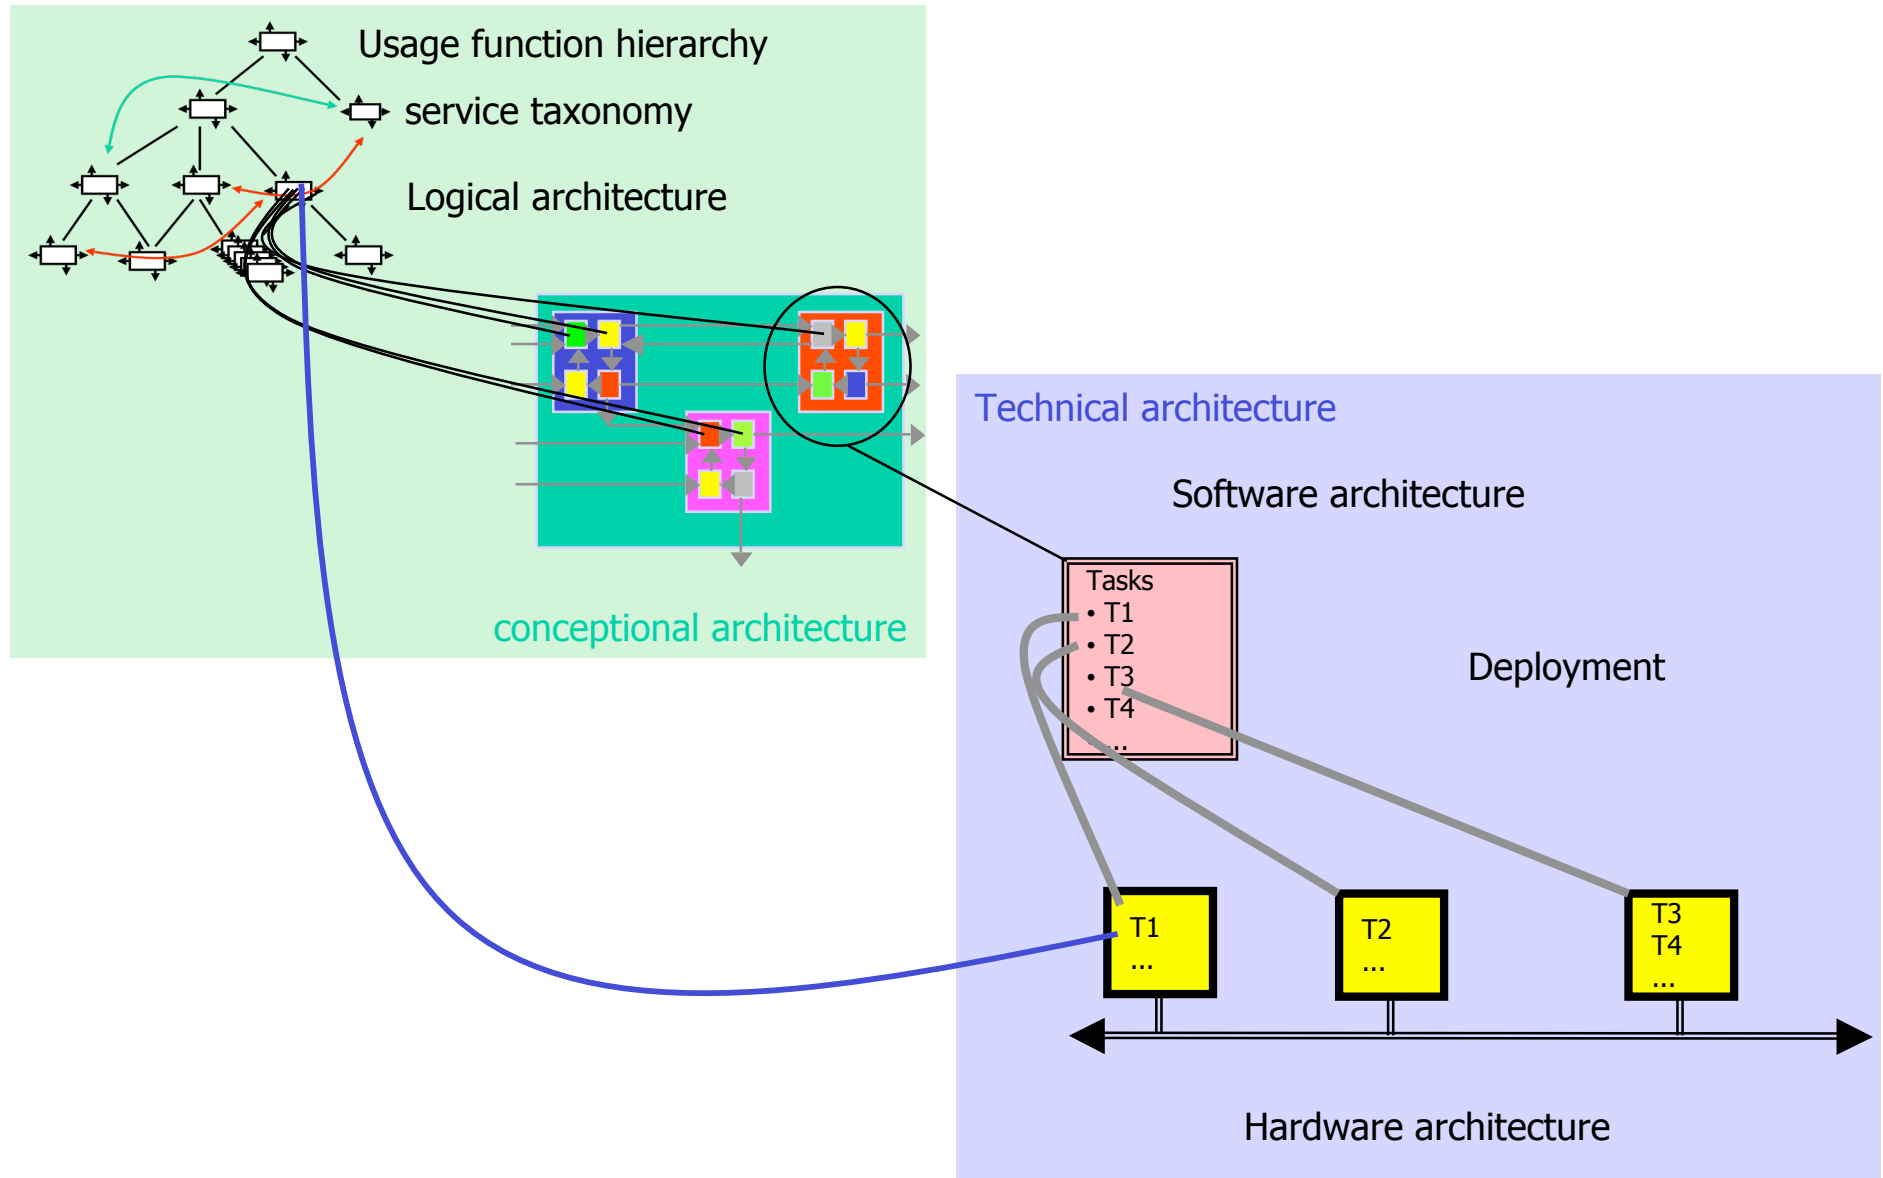 Usage function hierarchy
service taxonomy
Logical architecture
conceptional architecture
Technical architecture
Software architecture
Tasks
• T1
• T2
• T3
• T4
• ...
Deployment
T1
...
T2
...
T3
T4
...
Hardware architecture